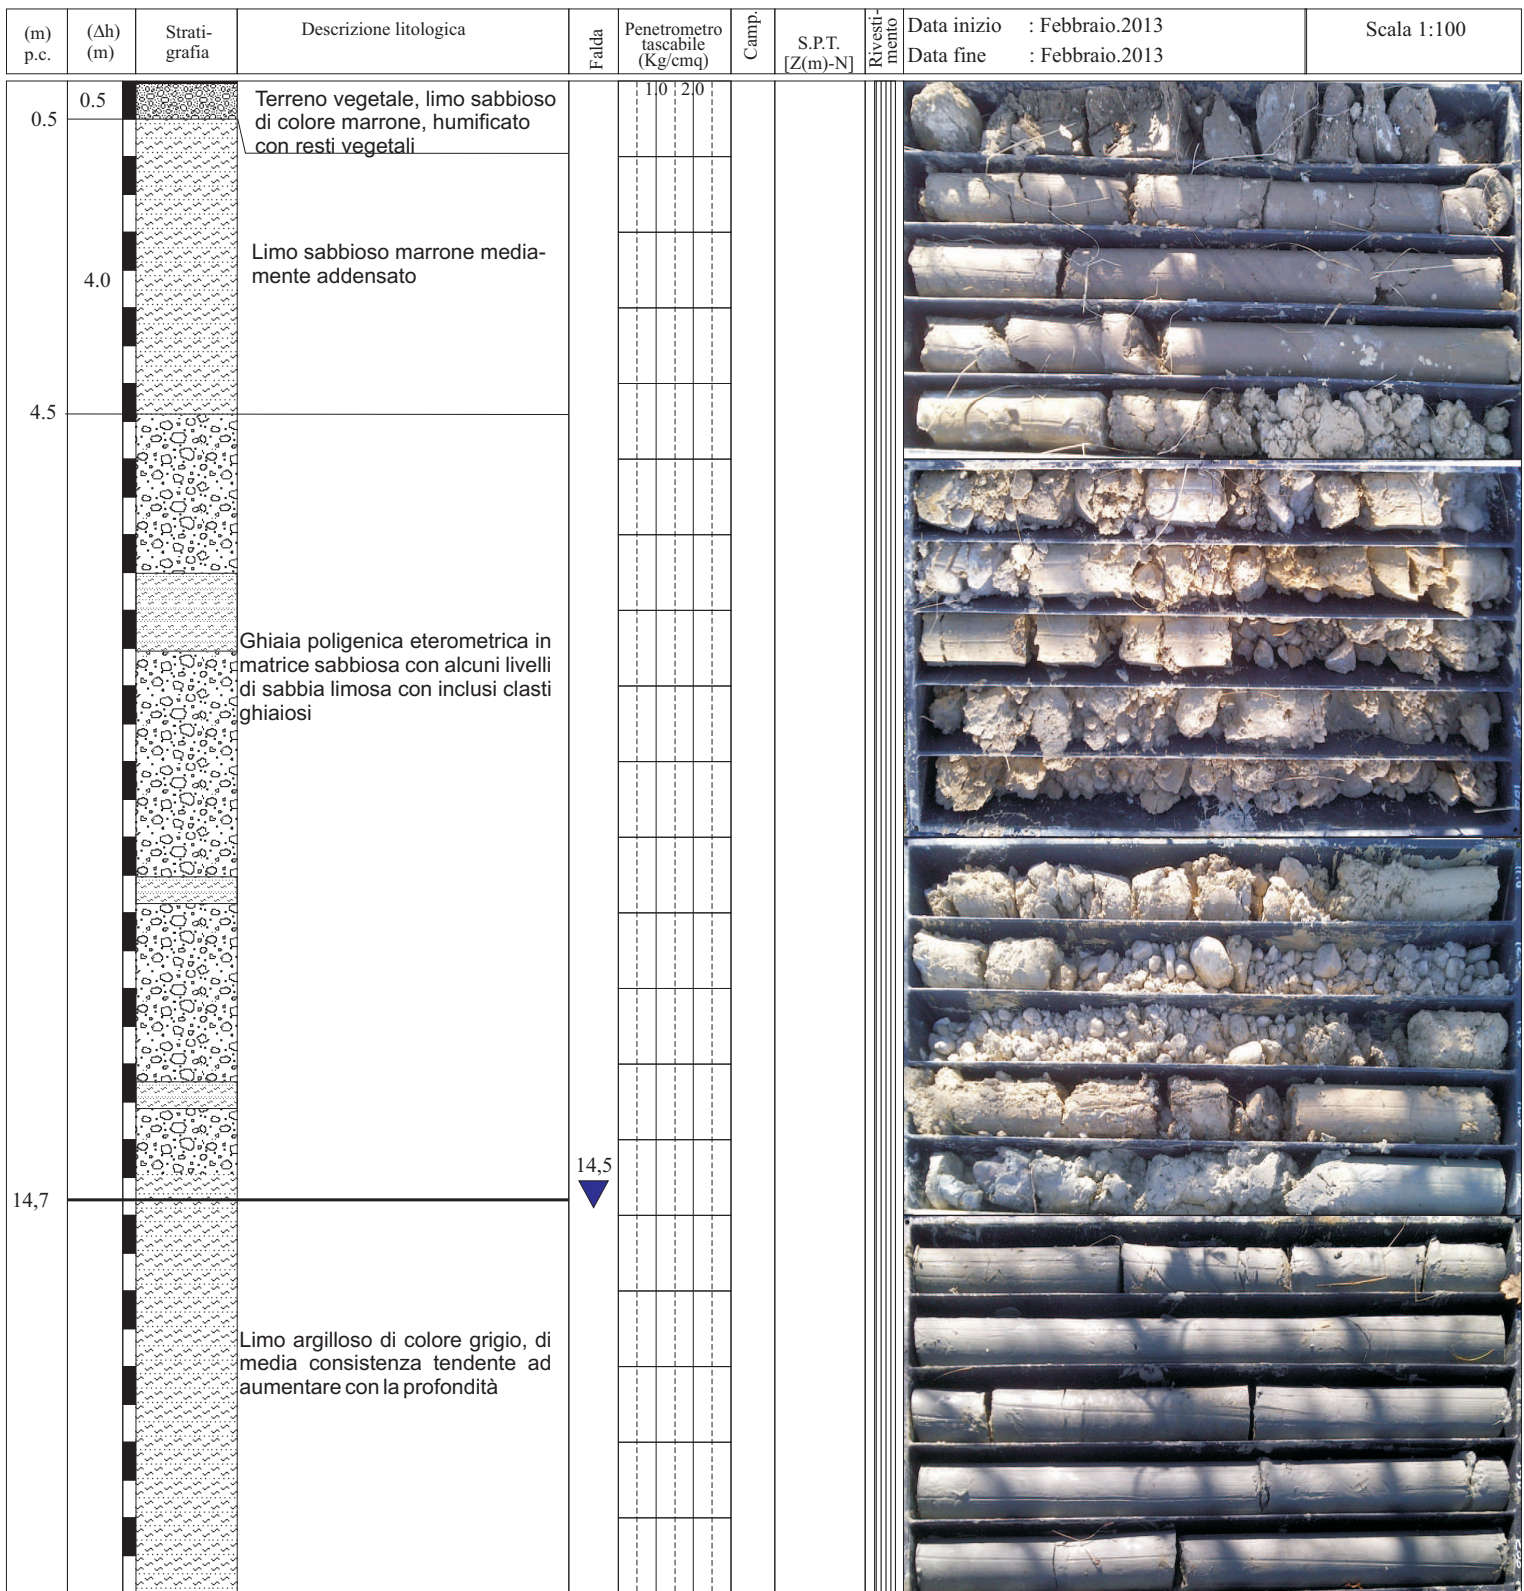 (m)
p.c.
(Δh)
(m)
Strati-
grafia
Descrizione litologica
Falda
Penetrometro
tascabile
(Kg/cmq)
Camp.
S.P.T.
[Z(m)-N]
Rivesti-
mento
Data inizio : Febbraio.2013
Data fine : Febbraio.2013
Scala 1:100
1.0 2.0
0.5
0.5
Terreno vegetale, limo sabbioso
di colore marrone, humificato
con resti vegetali
4.0
Limo sabbioso marrone media-
mente addensato
4.5
Ghiaia poligenica eterometrica in
matrice sabbiosa con alcuni livelli
di sabbia limosa con inclusi clasti
ghiaiosi
14,5
14,7
Limo argilloso di colore grigio, di
media consistenza tendente ad
aumentare con la profondità